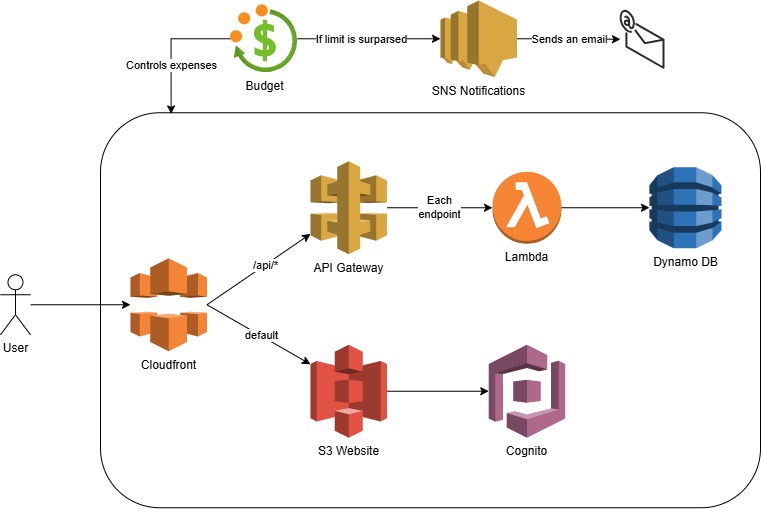 If limit is surparsed
Sends an email
Controls expenses
Budget
SNS Notifications
Each
endpoint
/api/*
API Gateway
Lambda
Dynamo DB
default
User
Cloudfront
S3 Website
Cognito